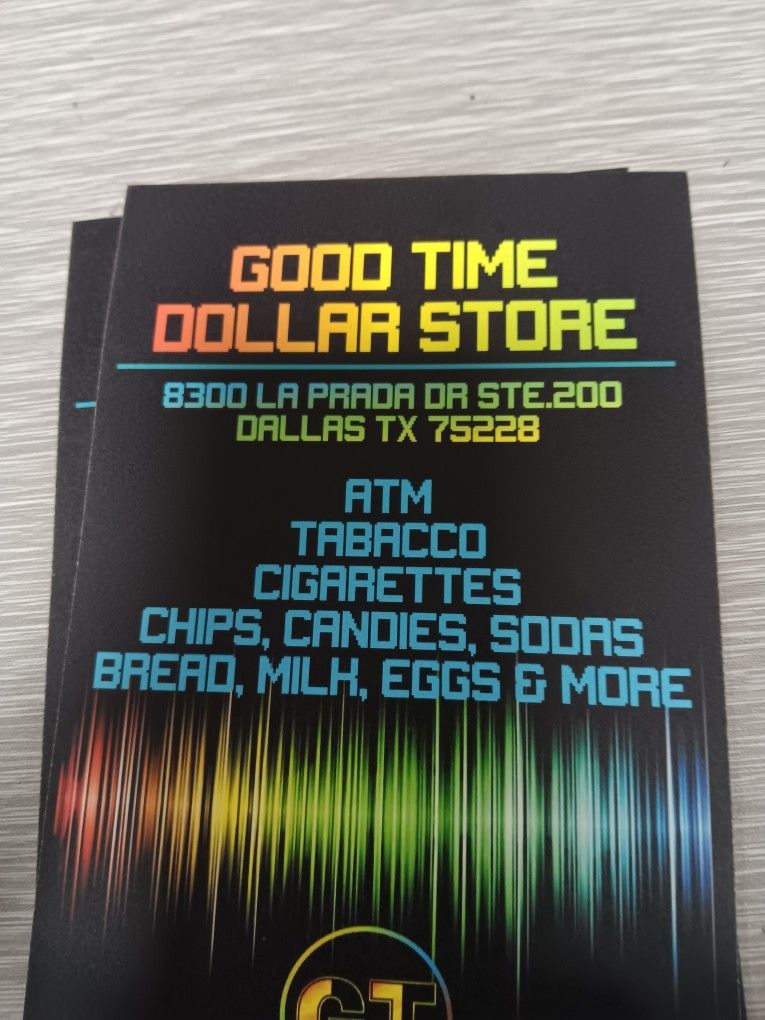 GOOD TIME
DOLLAR STORE
8300 LA PRADA DR STE.200
DALLAS TX 75228
ATM
TABACCO
CIGARETTES
CHIPS, CANDIES, SODAS
BREAD, MILK, EGGS & MORE
GT